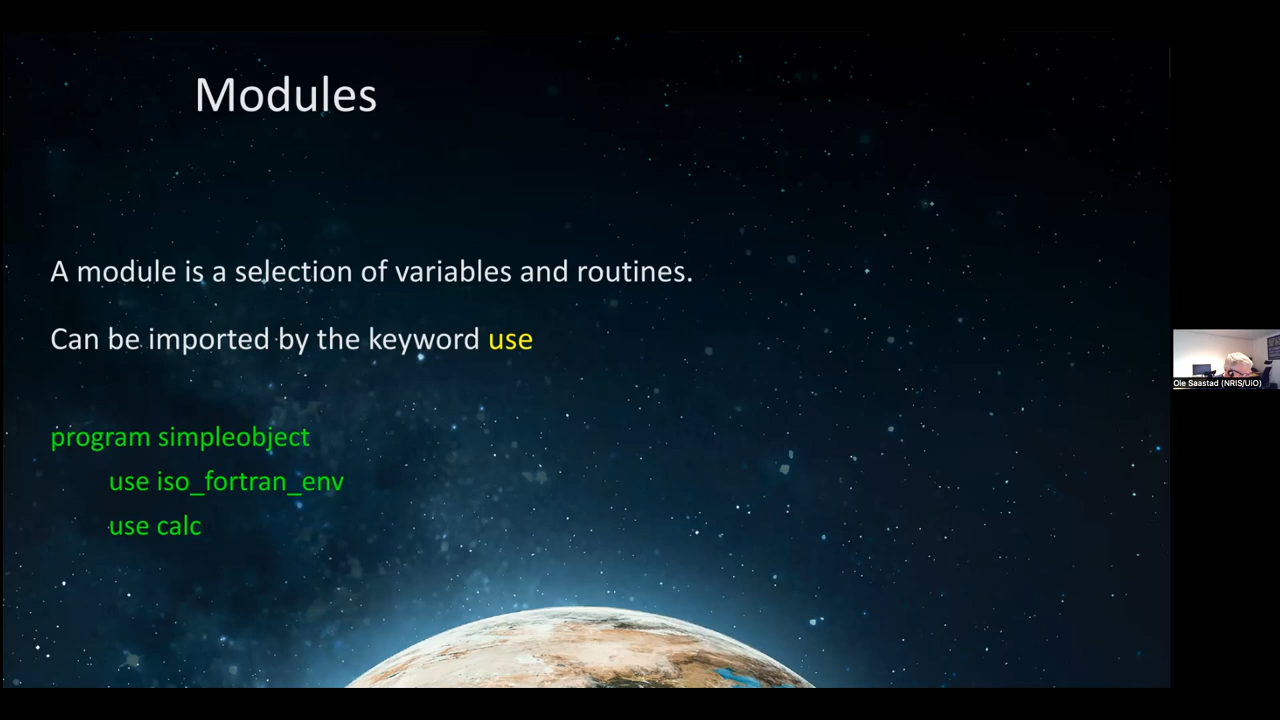 Modules
A module is a selection of variables and routines.
Can be imported by the keyword use
program simpleobject
use iso_fortran_env
use calc
Ole Saastad (NRIS/UiO)